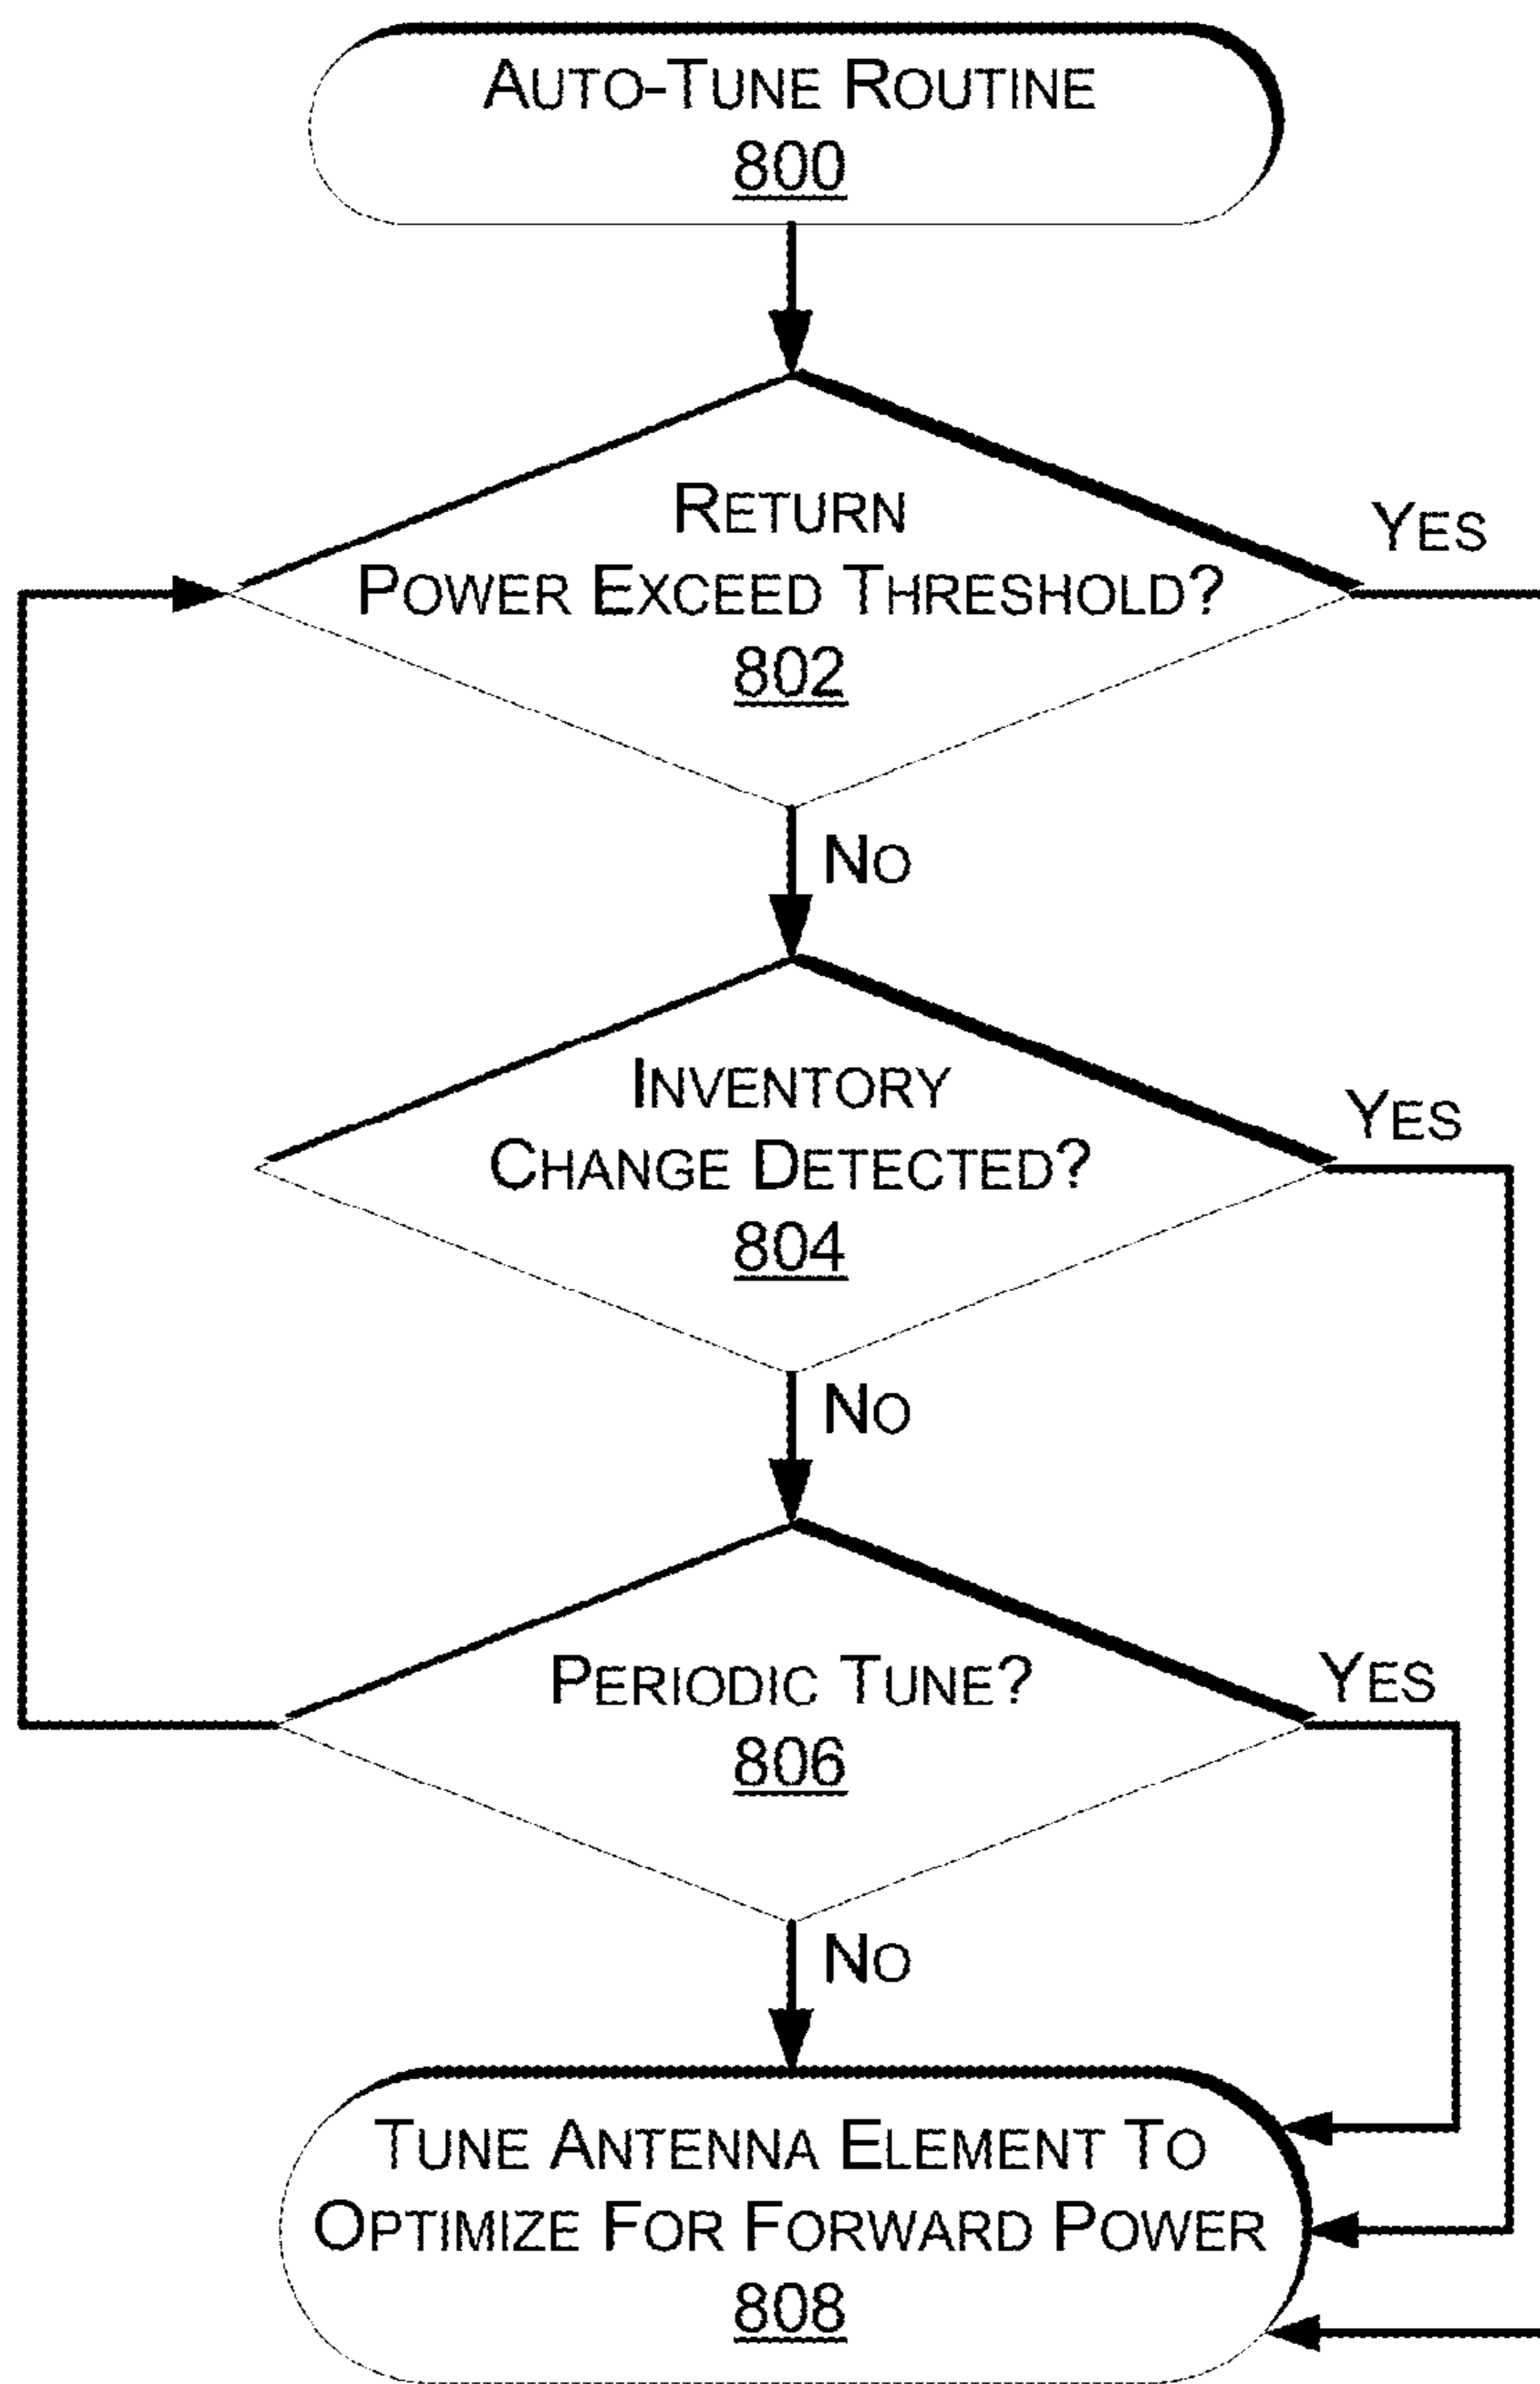 AUTO-TUNE ROUTINE
800
RETURN
POWER EXCEED THRESHOLD?
802
YES
NO
INVENTORY
CHANGE DETECTED?
804
YES
NO
PERIODIC TUNE?
806
YES
NO
TUNE ANTENNA ELEMENT TO
OPTIMIZE FOR FORWARD POWER
808